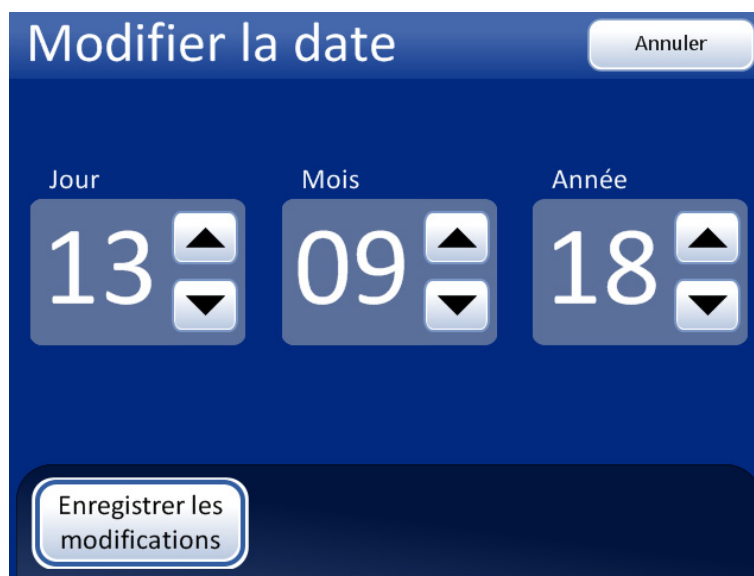 Modifier la date
Annuler
Jour
Mois
Année
13
09
18
Enregistrer les
modifications